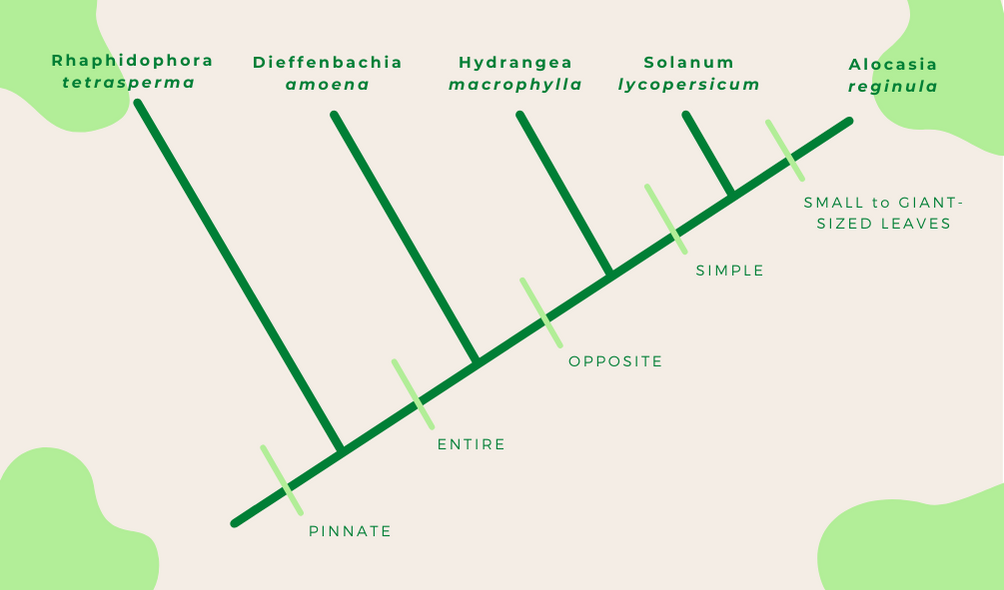 Rhaphidophora
tetrasperma
Dieffenbachia
amoena
Hydrangea
macrophylla
Solanum
lycopersicum
Alocasia
reginula
SMALL to GIANT-
SIZED LEAVES
SIMPLE
OPPOSITE
ENTIRE
PINNATE